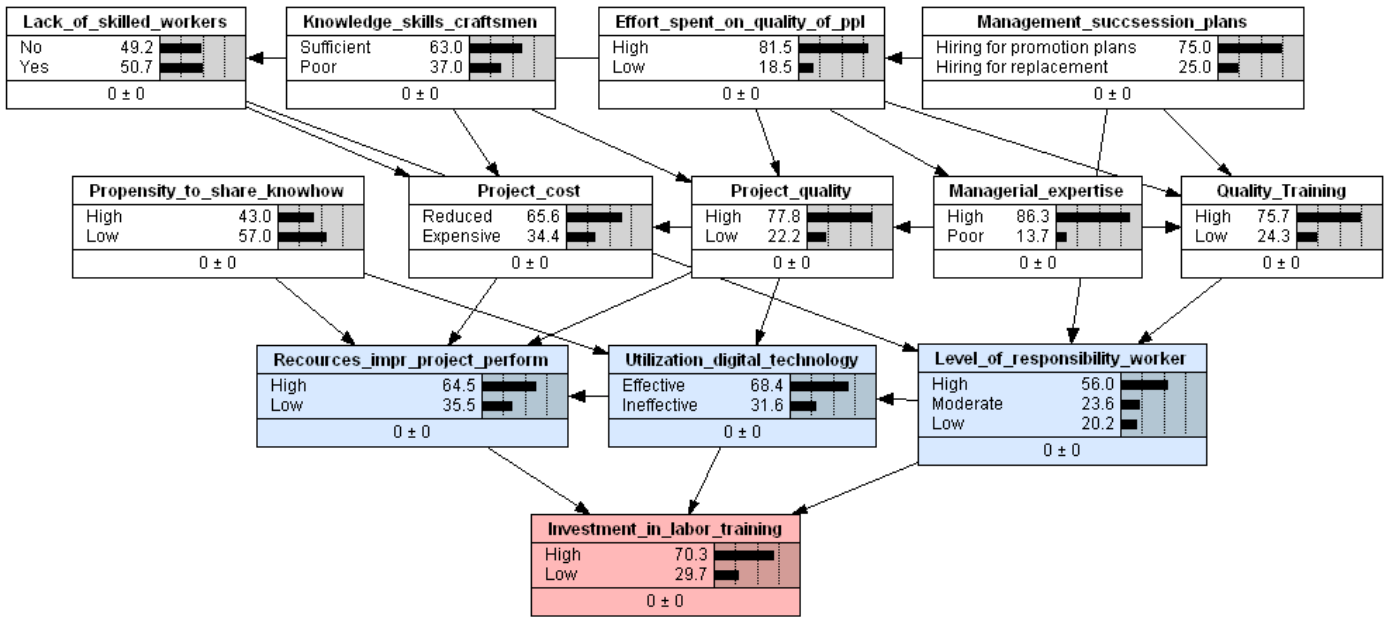 Lack_of_skilled_workers
No 49.2
Yes 50.7
0 ± 0
Knowledge_skills_craftsmen
Sufficient 63.0
Poor 37.0
0 ± 0
Effort_spent_on_quality_of_ppl
High 81.5
Low 18.5
0 ± 0
Management_succsession_plans
Hiring for promotion plans 75.0
Hiring for replacement 25.0
0 ± 0
Propensity_to_share_knowhow
High 43.0
Low 57.0
0 ± 0
Project_cost
Reduced 65.6
Expensive 34.4
0 ± 0
Project_quality
High 77.8
Low 22.2
0 ± 0
Managerial_expertise
High 86.3
Poor 13.7
0 ± 0
Quality_Training
High 75.7
Low 24.3
0 ± 0
Recources_impr_project_perform
High 64.5
Low 35.5
0 ± 0
Utilization_digital_technology
Effective 68.4
Ineffective 31.6
0 ± 0
Level_of_responsibility_worker
High 56.0
Moderate 23.6
Low 20.2
0 ± 0
Investment_in_labor_training
High 70.3
Low 29.7
0 ± 0